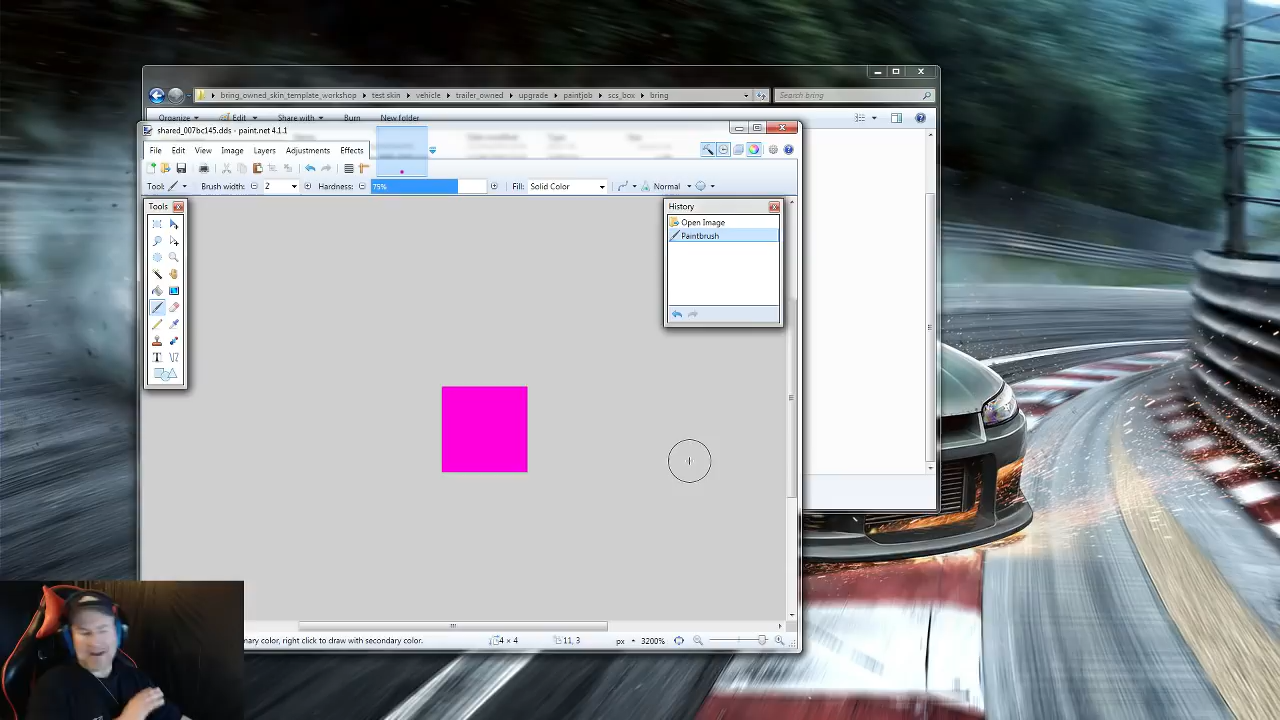 bring_owned_skin_template_workshop ▸ test skin ▸ vehicle ▸ trailer_owned ▸ upgrade ▸ paintjob ▸ scs_box ▸ bring
Search bring
Organize Edit Share with Burn New folder
shared_007bc145.dds - paint.net 4.1.1
File Edit View Image Layers Adjustments Effects
Tool: Brush width: 2 Hardness: 75% Fill: Solid Color Normal
Tools
History
Open Image
Paintbrush
T
mary color, right click to draw with secondary color. 4 × 4 11, 3 px 3200%